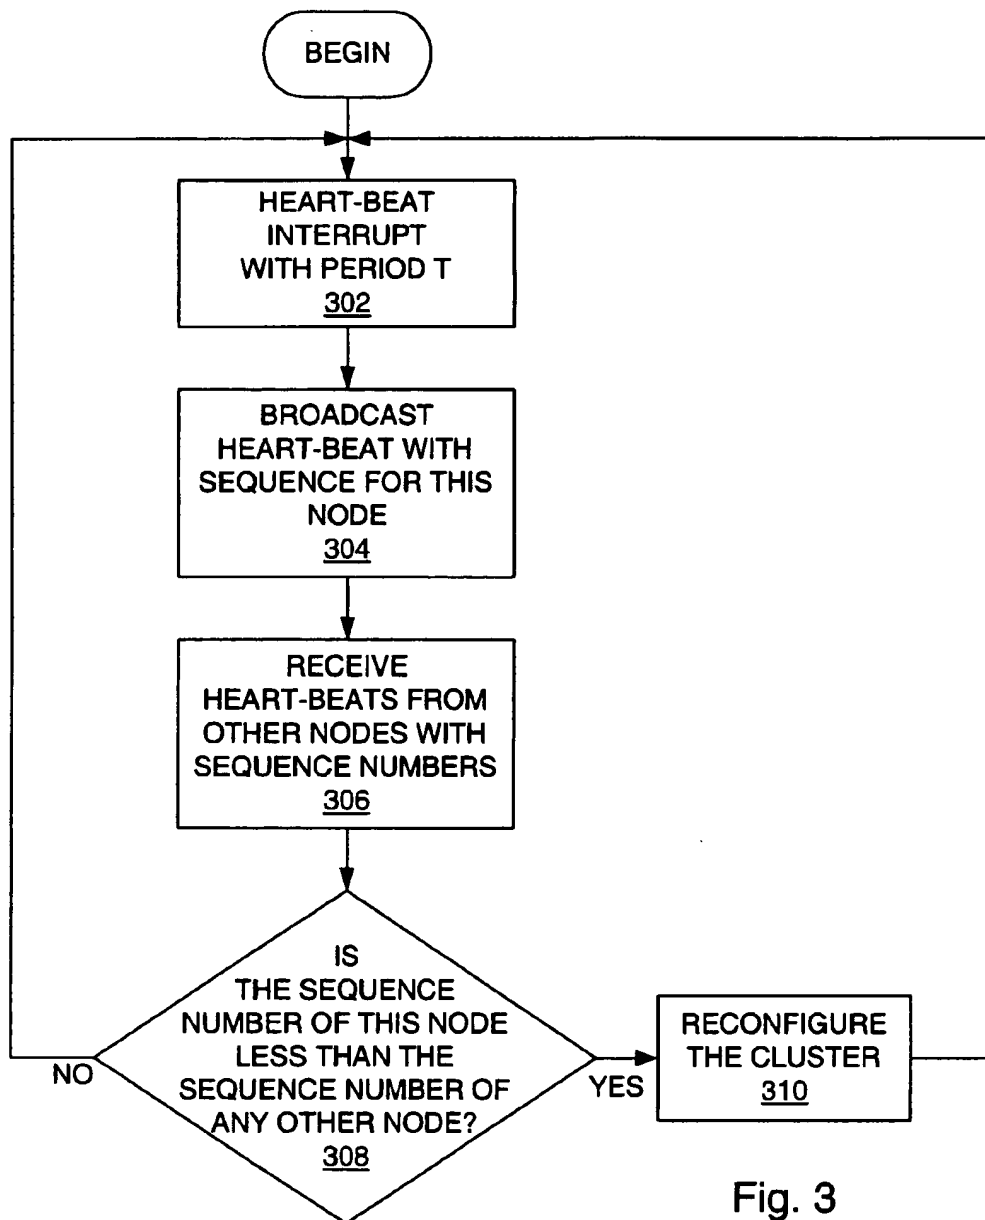 BEGIN
HEART-BEAT
INTERRUPT
WITH PERIOD T
302
BROADCAST
HEART-BEAT WITH
SEQUENCE FOR THIS
NODE
304
RECEIVE
HEART-BEATS FROM
OTHER NODES WITH
SEQUENCE NUMBERS
306
IS
THE SEQUENCE
NUMBER OF THIS NODE
LESS THAN THE
SEQUENCE NUMBER OF
ANY OTHER NODE?
308
NO
YES
RECONFIGURE
THE CLUSTER
310
Fig. 3